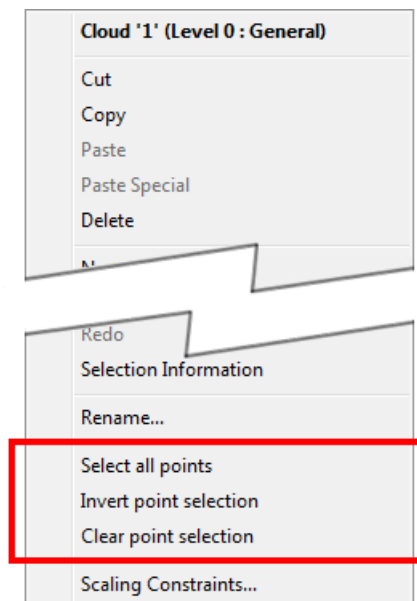 Cloud '1' (Level 0 : General)
Cut
Copy
Paste
Paste Special
Delete
Redo
Selection Information
Rename...
Select all points
Invert point selection
Clear point selection
Scaling Constraints...